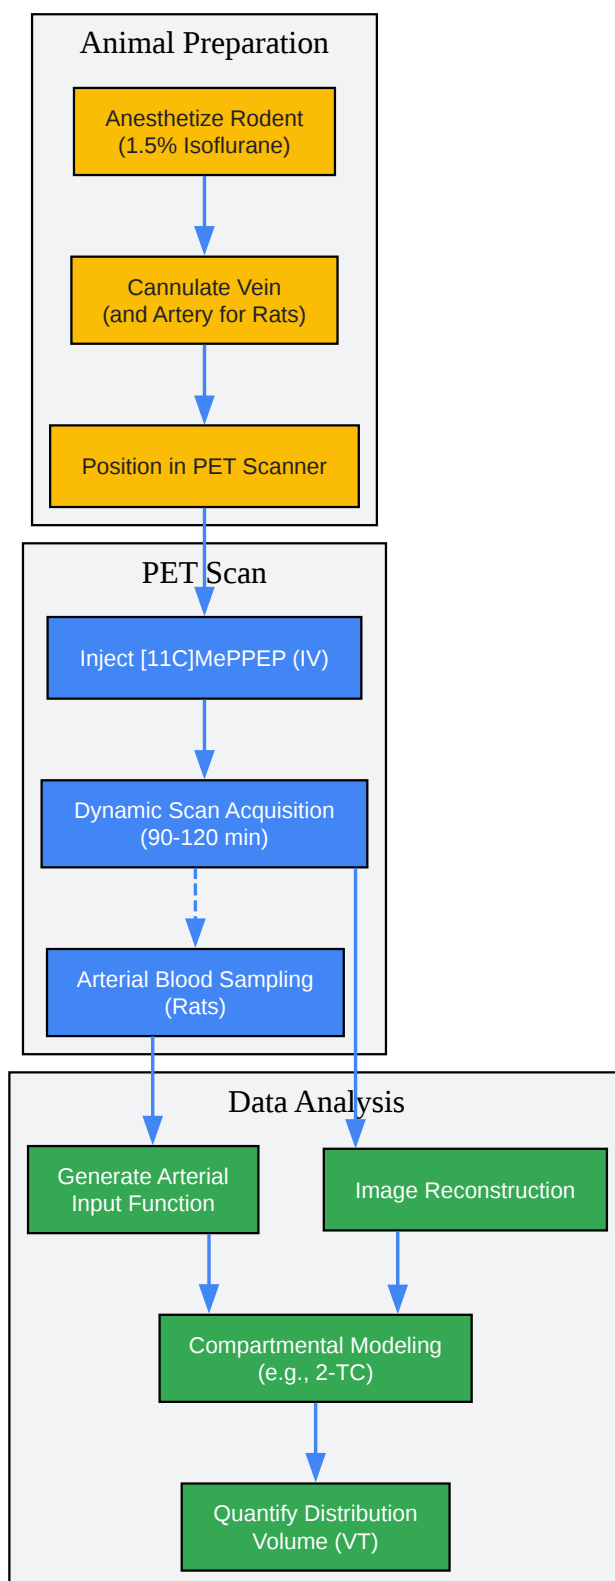 Animal Preparation
Anesthetize Rodent
(1.5% Isoflurane)
Cannulate Vein
(and Artery for Rats)
Position in PET Scanner
PET Scan
Inject [11C]MePPEP (IV)
Dynamic Scan Acquisition
(90-120 min)
Arterial Blood Sampling
(Rats)
Data Analysis
Generate Arterial
Input Function
Image Reconstruction
Compartmental Modeling
(e.g., 2-TC)
Quantify Distribution
Volume (VT)